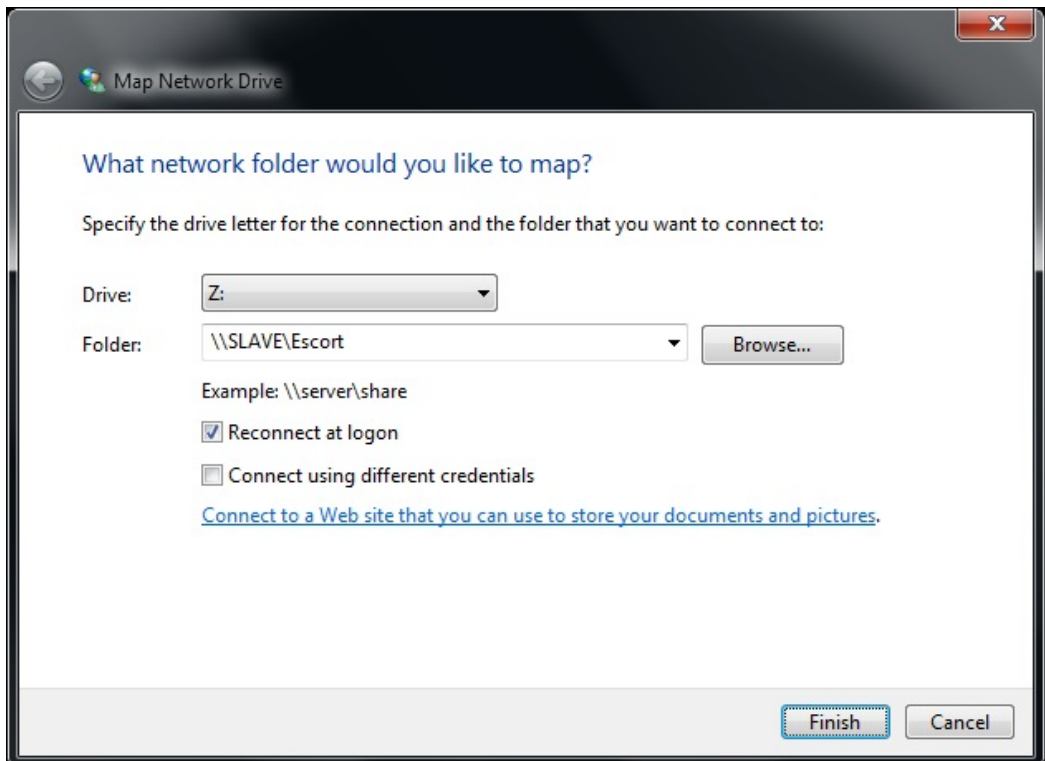 Map Network Drive
What network folder would you like to map?
Specify the drive letter for the connection and the folder that you want to connect to:
Drive: Z:
Folder: \\SLAVE\Escort Browse...
Example: \\server\share
Reconnect at logon
Connect using different credentials
Connect to a Web site that you can use to store your documents and pictures.
Finish Cancel